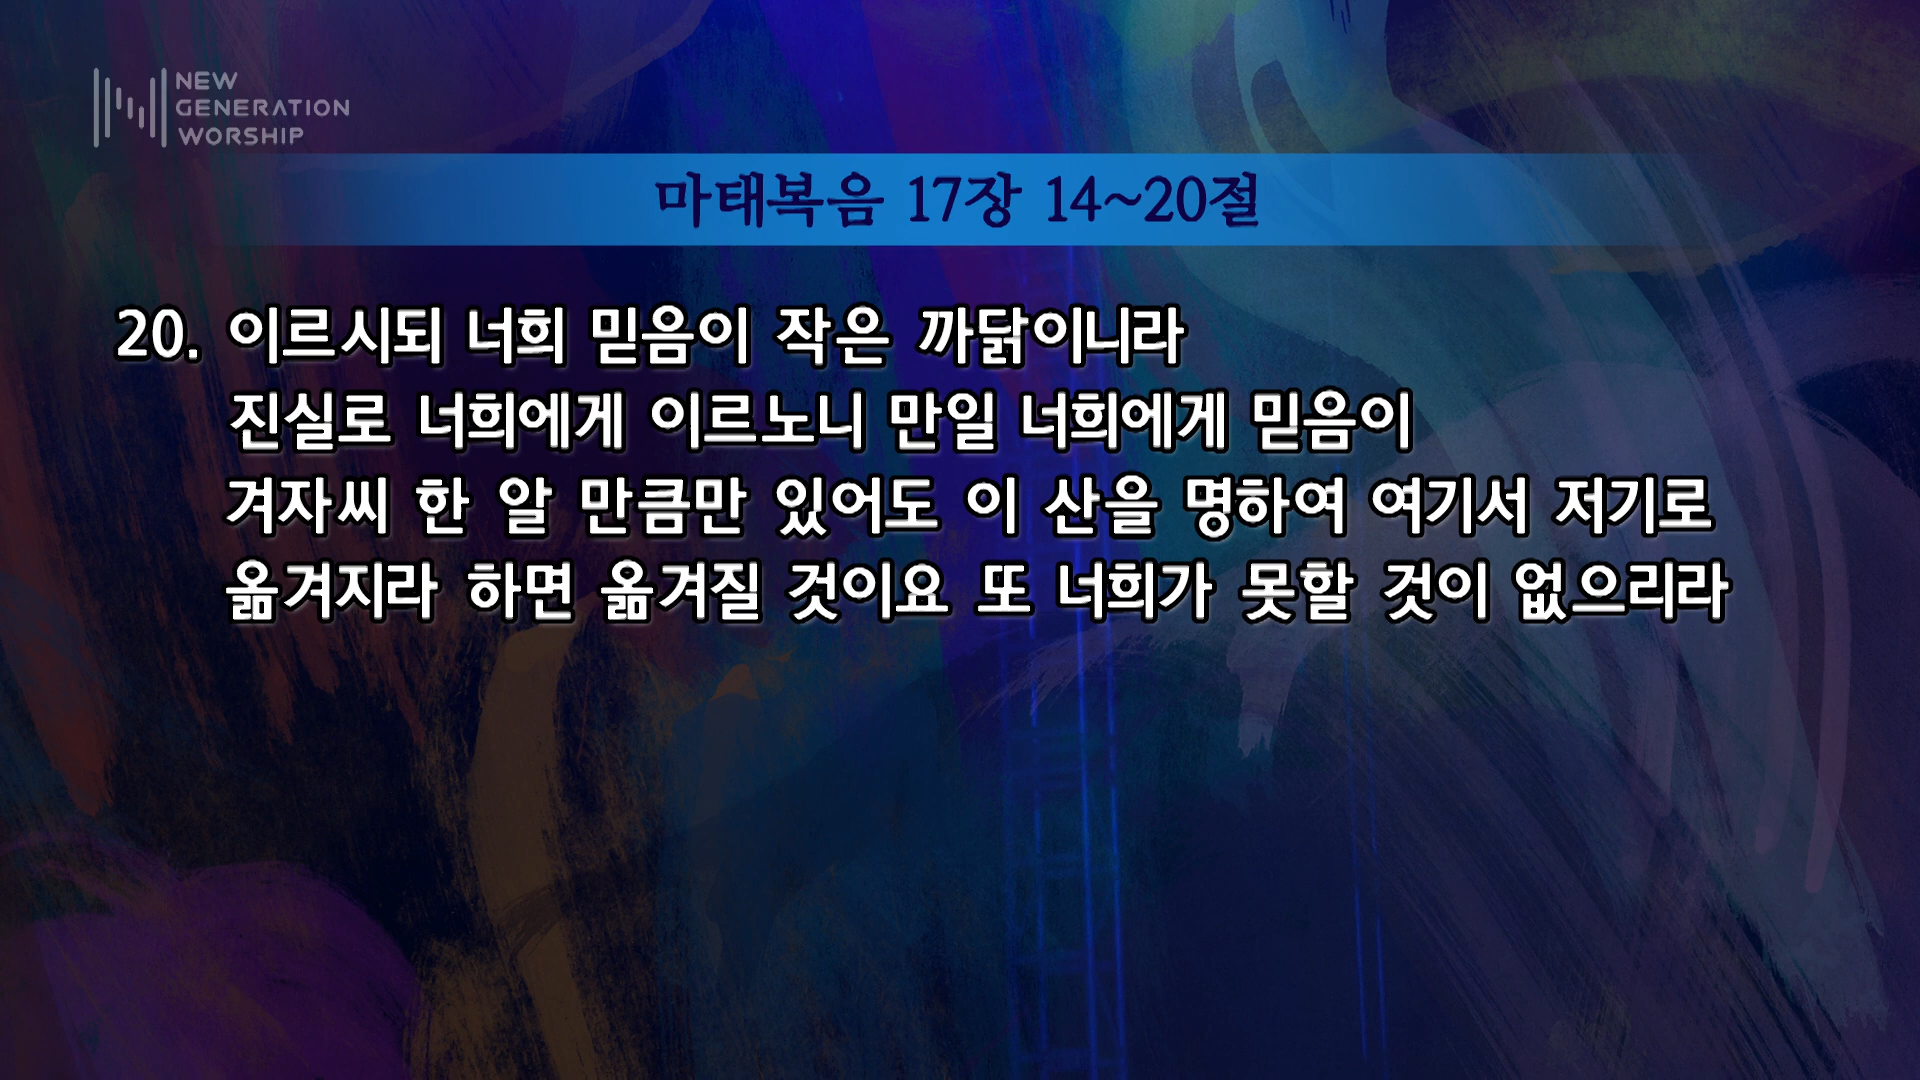 NEW
GENERATION
WORSHIP
마태복음 17장 14~20절
20. 이르시되 너희 믿음이 작은 까닭이니라
진실로 너희에게 이르노니 만일 너희에게 믿음이
겨자씨 한 알 만큼만 있어도 이 산을 명하여 여기서 저기로
옮겨지라 하면 옮겨질 것이요 또 너희가 못할 것이 없으리라